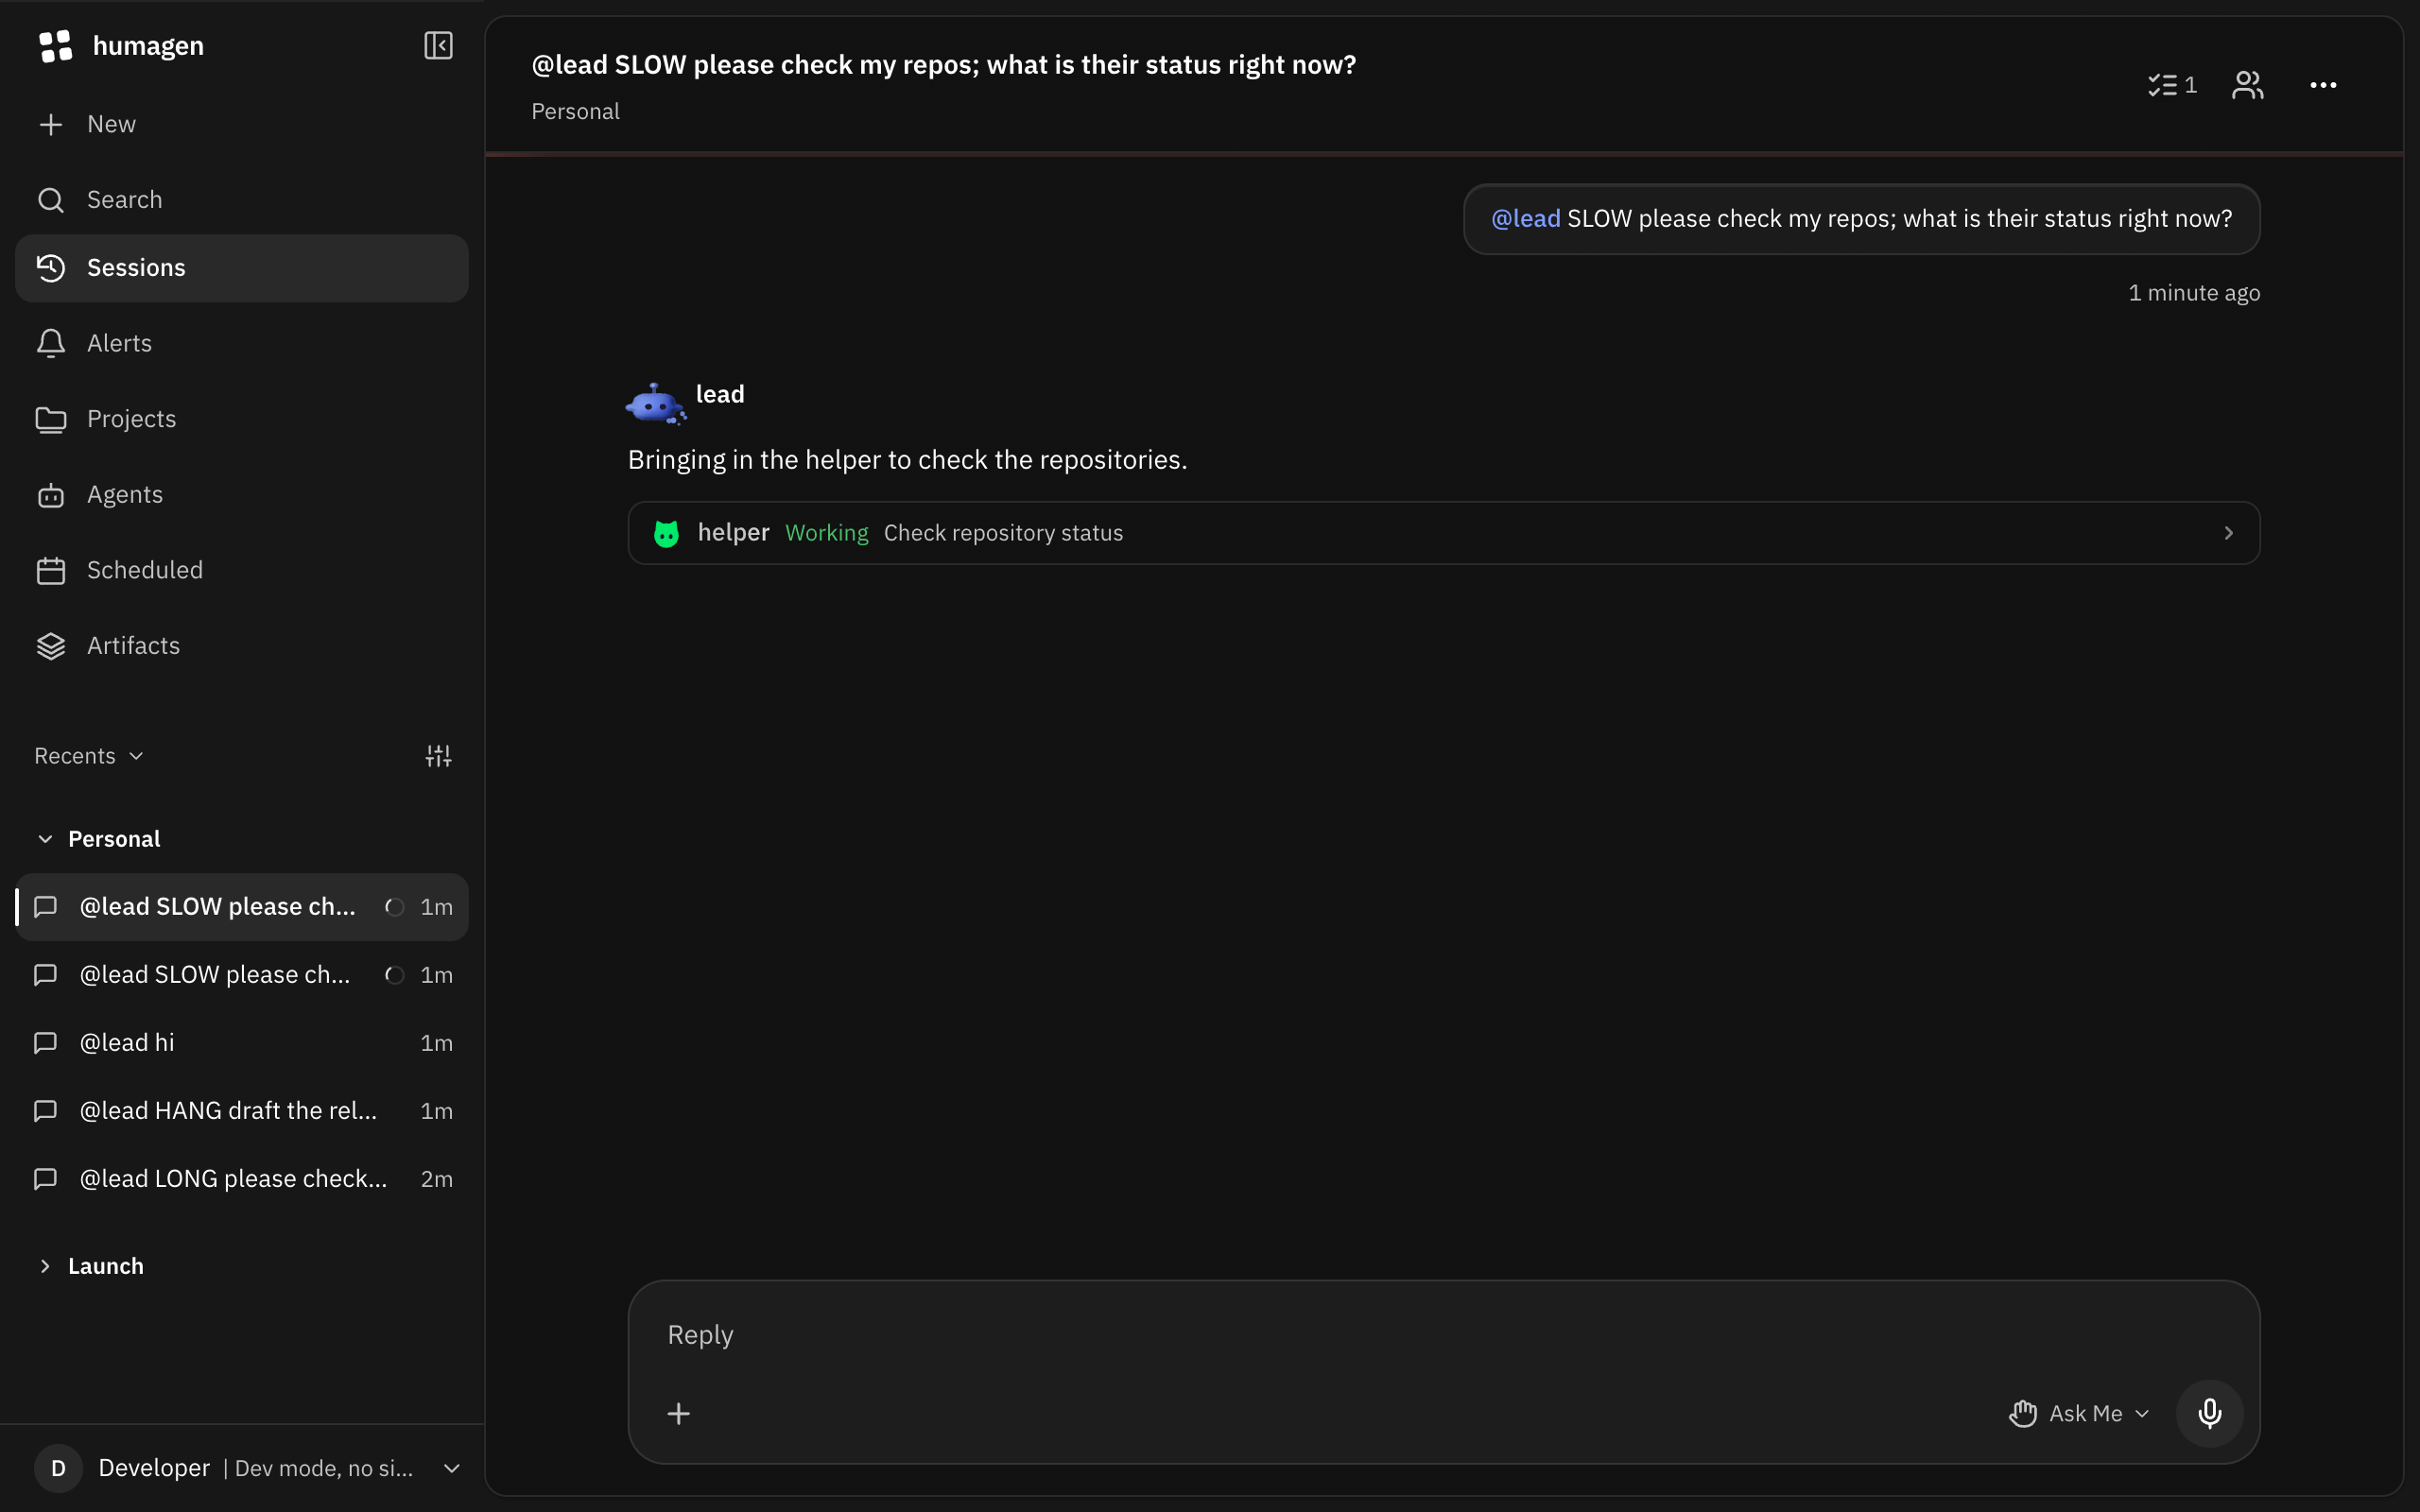 humagen
New
Search
Sessions
Alerts
Projects
Agents
Scheduled
Artifacts
Recents
Personal
@lead SLOW please ch... 1m
@lead SLOW please ch... 1m
@lead hi 1m
@lead HANG draft the rel... 1m
@lead LONG please check... 2m
Launch
D Developer | Dev mode, no si...
@lead SLOW please check my repos; what is their status right now?
Personal
1
@lead SLOW please check my repos; what is their status right now?
1 minute ago
lead
Bringing in the helper to check the repositories.
helper Working Check repository status
Reply
Ask Me